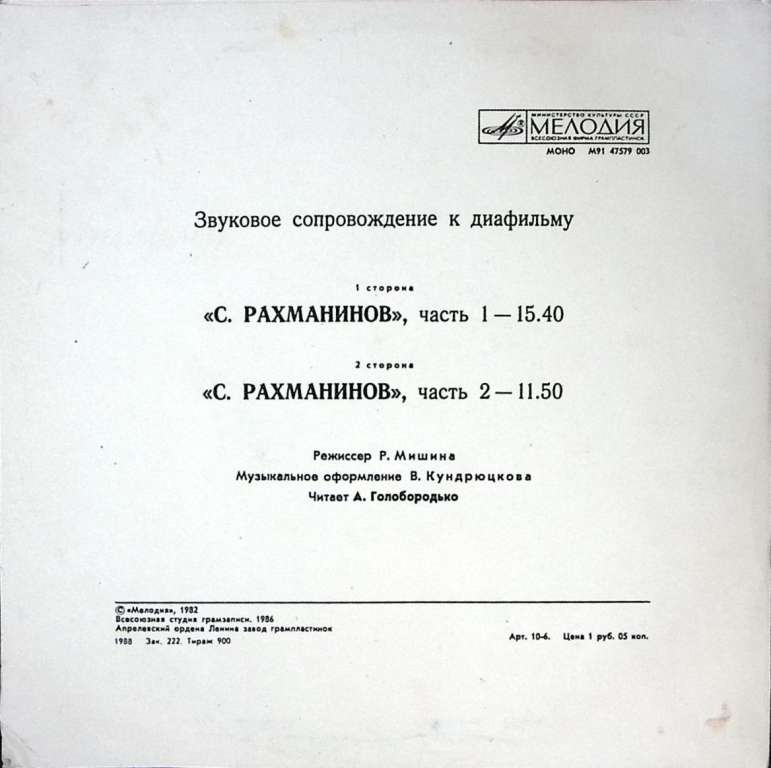 МИНИСТЕРСТВО КУЛЬТУРЫ СССР
МЕЛОДИЯ
ВСЕСОЮЗНАЯ ФИРМА ГРАМПЛАСТИНОК
МОНО М91 47579 003
Звуковое сопровождение к диафильму
1 сторона
«С. РАХМАНИНОВ», часть 1 — 15.40
2 сторона
«С. РАХМАНИНОВ», часть 2 — 11.50
Режиссер Р. Мишина
Музыкальное оформление В. Кундрюцкова
Читает А. Голобородько
© «Мелодия», 1982
Всесоюзная студия грамзаписи. 1986
Апрелевский ордена Ленина завод грампластинок
1988 Зак. 222. Тираж 900
Арт. 10-6. Цена 1 руб. 05 коп.